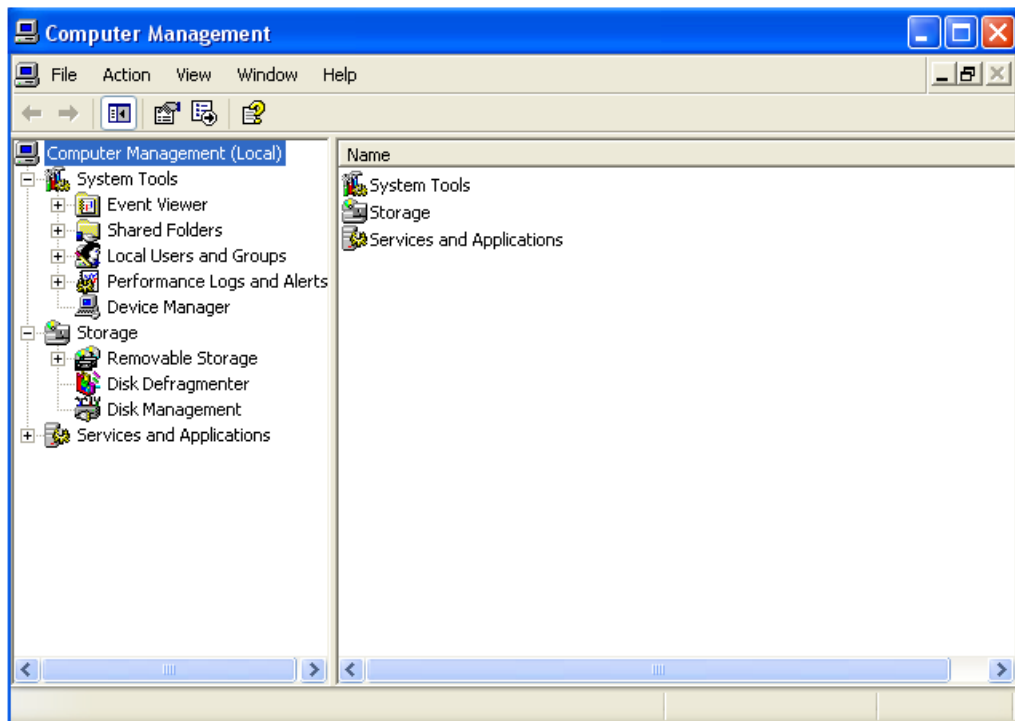 Computer Management
File Action View Window Help
Computer Management (Local)
System Tools
Event Viewer
Shared Folders
Local Users and Groups
Performance Logs and Alerts
Device Manager
Storage
Removable Storage
Disk Defragmenter
Disk Management
Services and Applications
Name
System Tools
Storage
Services and Applications